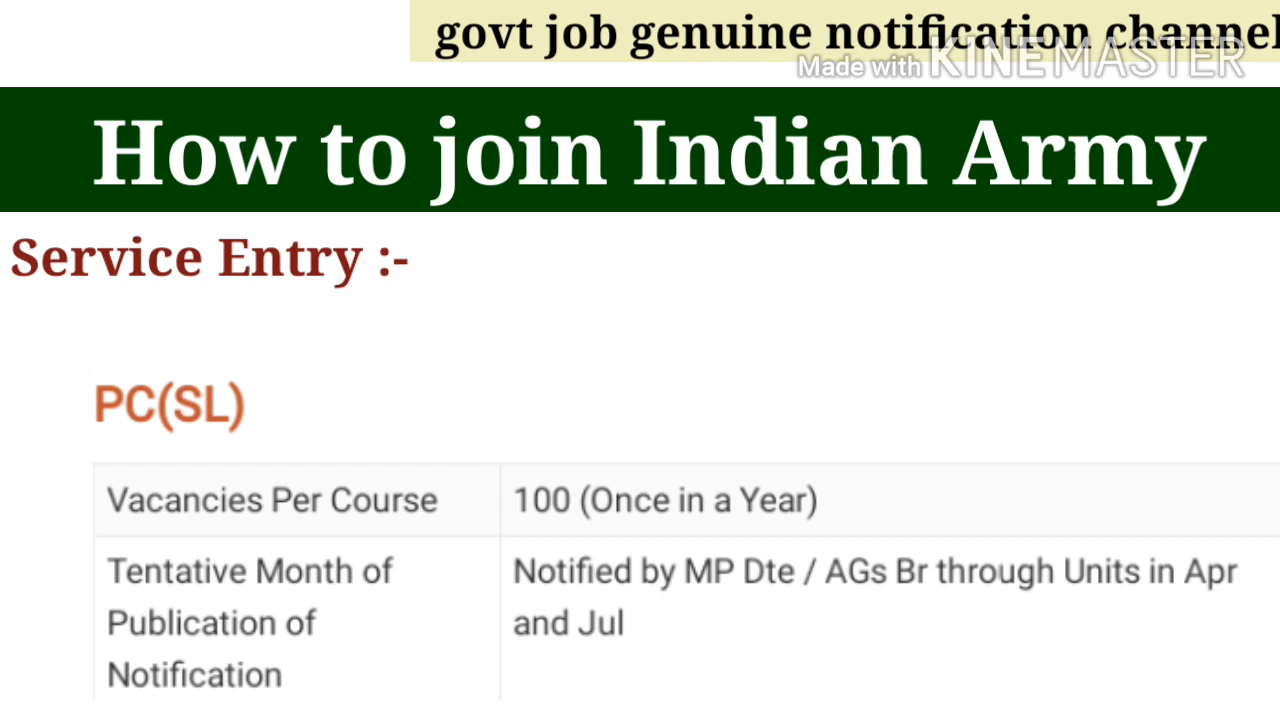 govt job genuine notification channel
Made with KINEMASTER
How to join Indian Army
Service Entry :-
PC(SL)
Vacancies Per Course
100 (Once in a Year)
Tentative Month of
Publication of
Notification
Notified by MP Dte / AGs Br through Units in Apr
and Jul